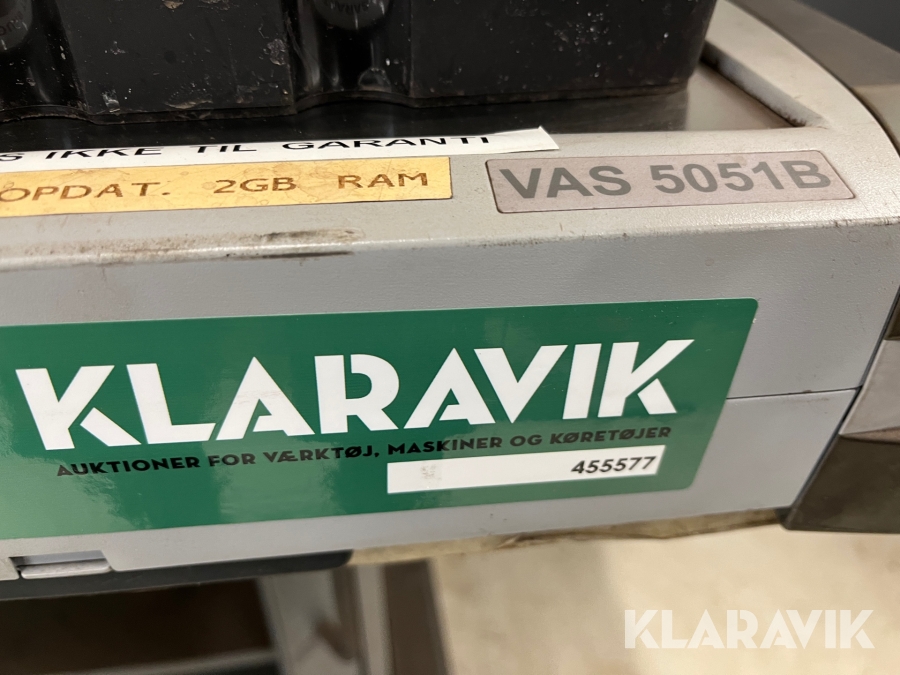 S IKKE TIL GARANTI
OPDAT. 2GB RAM
VAS 5051B
KLARAVIK
AUKTIONER FOR VÆRKTØJ, MASKINER OG KØRETØJER
455577
KLARAVIK